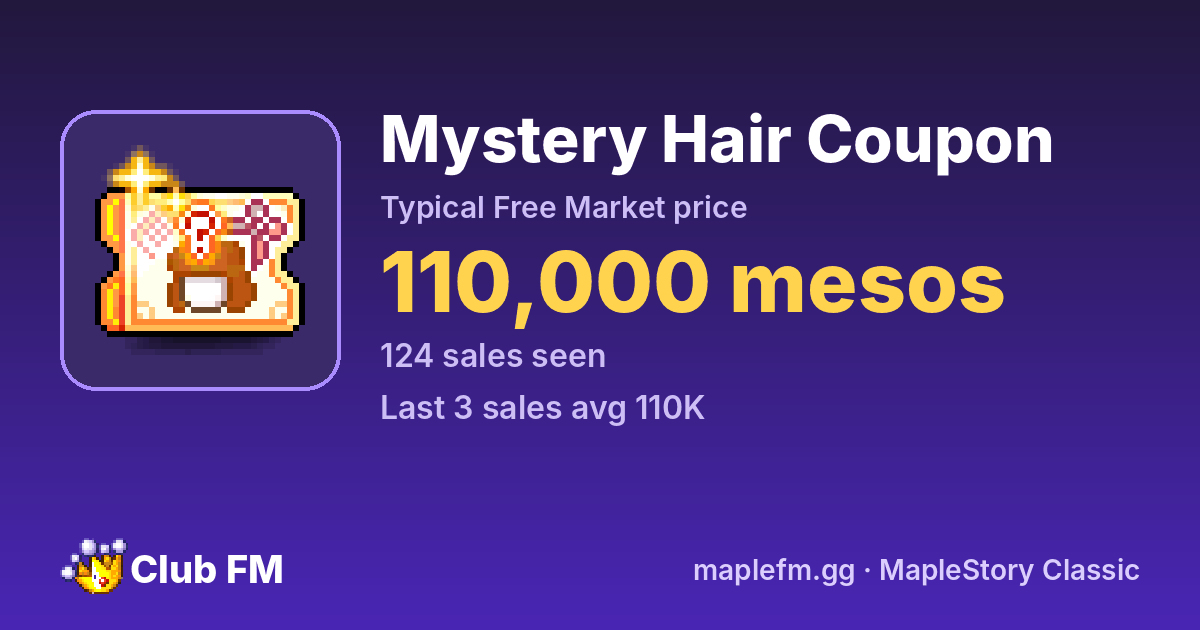 Mystery Hair Coupon
Typical Free Market price
110,000 mesos
124 sales seen
Last 3 sales avg 110K
?
Club FM
maplefm.gg · MapleStory Classic